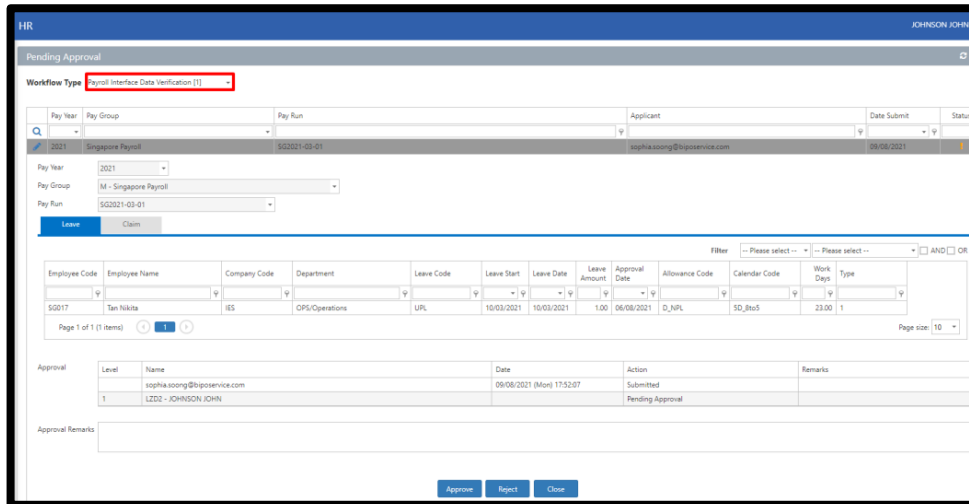 HR JOHNSON JOHN
Pending Approval
Workflow Type Payroll Interface Data Verification [1]
Pay Year Pay Group Pay Run Applicant Date Submit Status
2021 Singapore Payroll SG2021-03-01 sophia.soong@biposervice.com 09/08/2021
Pay Year 2021
Pay Group M - Singapore Payroll
Pay Run SG2021-03-01
Leave Claim
Filter -- Please select -- -- Please select -- AND OR
Employee Code Employee Name Company Code Department Leave Code Leave Start Leave Date Leave Amount Approval Date Allowance Code Calendar Code Work Days Type
SG017 Tan Nikita IES OPS/Operations UPL 10/03/2021 10/03/2021 1.00 06/08/2021 D_NPL 5D_8to5 23.00 1
Page 1 of 1 (1 items) 1 Page size: 10
Approval Level Name Date Action Remarks
sophia.soong@biposervice.com 09/08/2021 (Mon) 17:52:07 Submitted
1 LZD2 - JOHNSON JOHN Pending Approval
Approval Remarks
Approve Reject Close